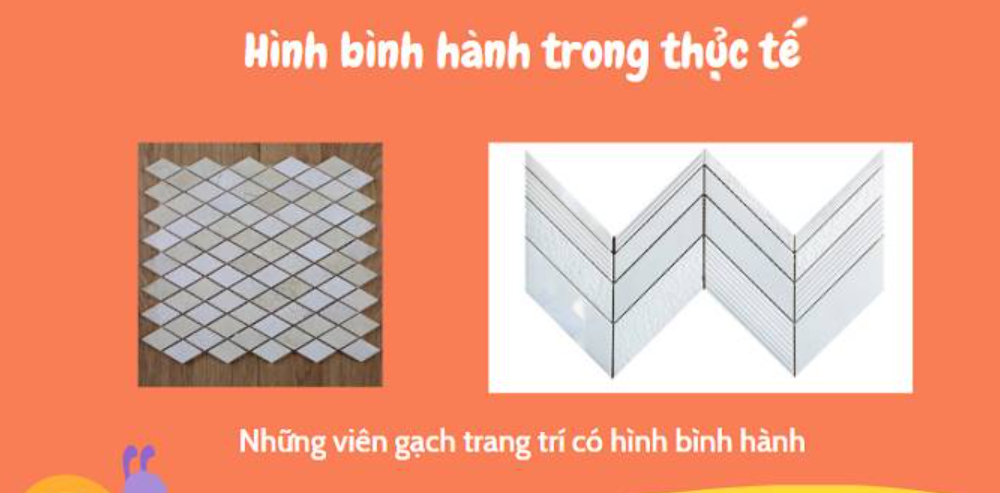 Hình bình hành trong thực tế
Những viên gạch trang trí có hình bình hành